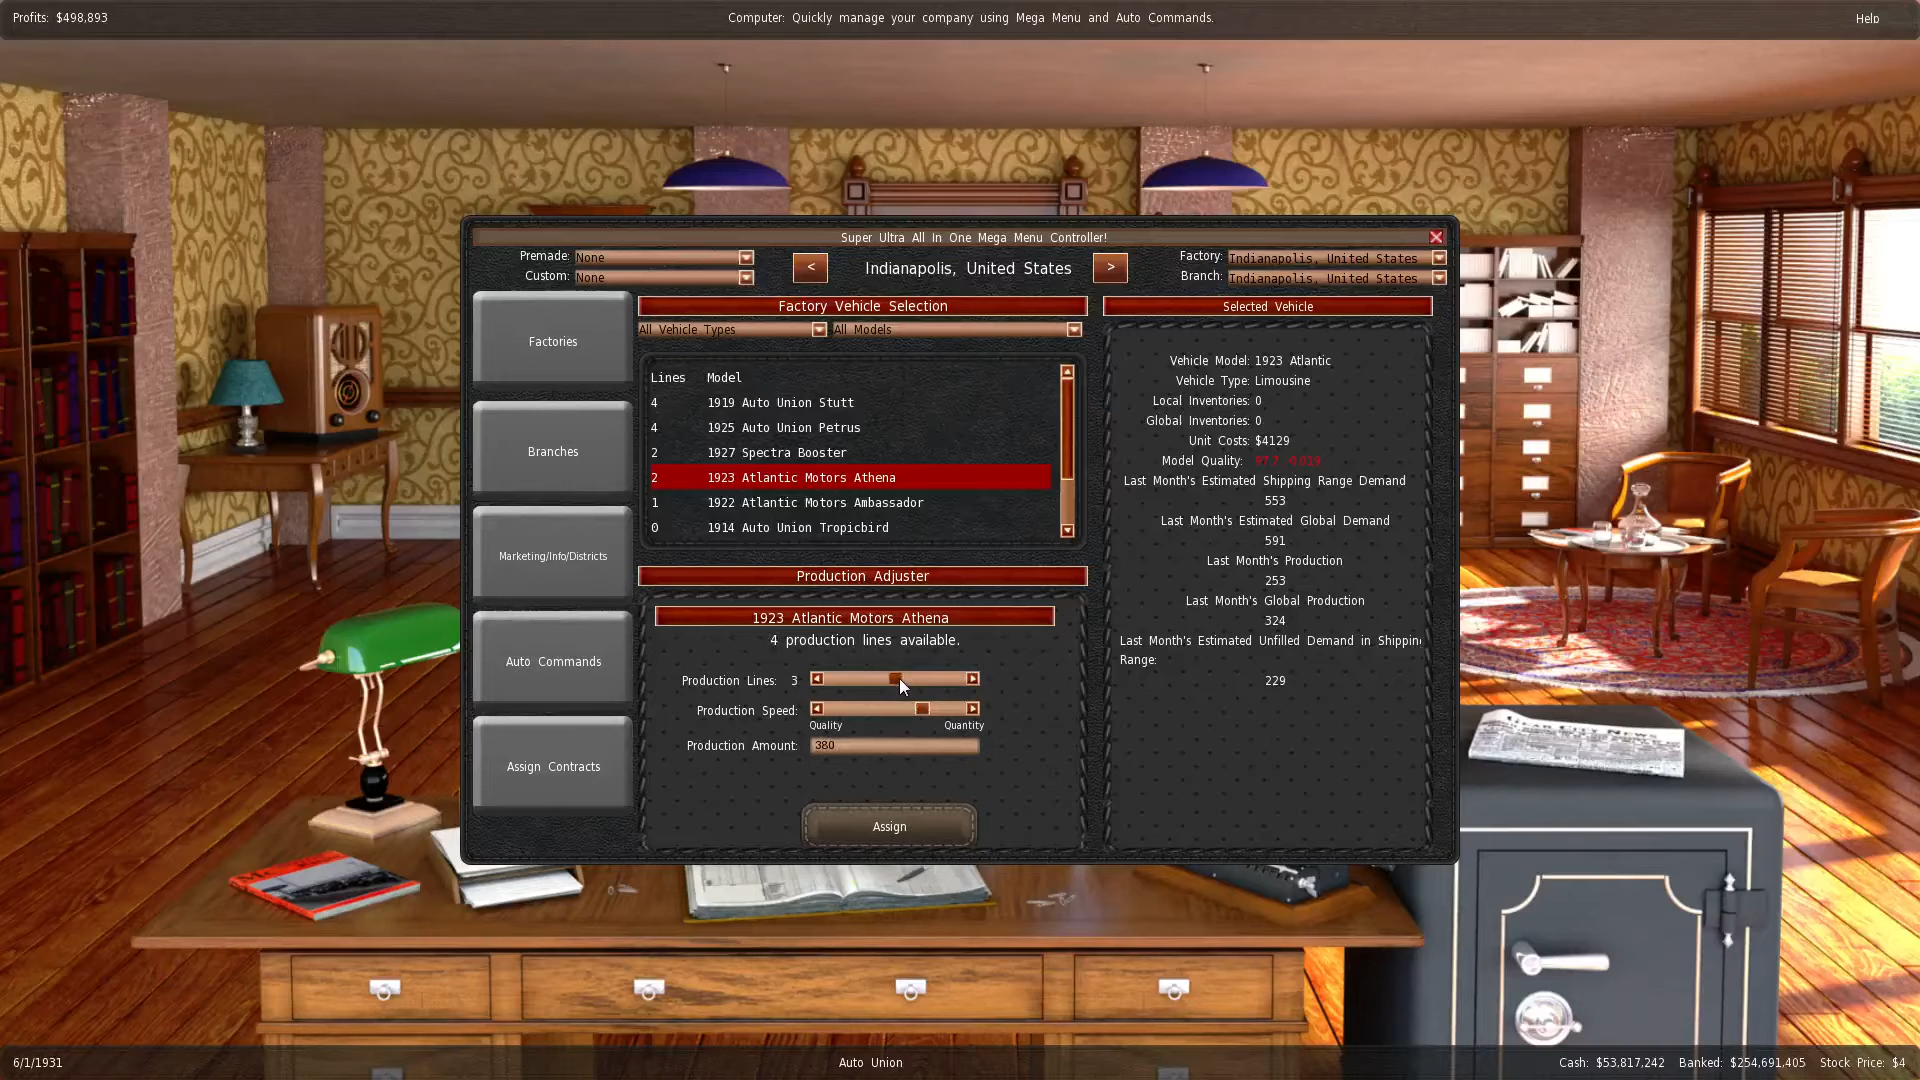 Profits: $498,893
Computer: Quickly manage your company using Mega Menu and Auto Commands.
Help
Super Ultra All In One Mega Menu Controller!
Premade: None
Custom: None
<
Indianapolis, United States
>
Factory: Indianapolis, United States
Branch: Indianapolis, United States
Factories
Branches
Marketing/Info/Districts
Auto Commands
Assign Contracts
Factory Vehicle Selection
All Vehicle Types
All Models
Lines Model
4 1919 Auto Union Stutt
4 1925 Auto Union Petrus
2 1927 Spectra Booster
2 1923 Atlantic Motors Athena
1 1922 Atlantic Motors Ambassador
0 1914 Auto Union Tropicbird
Production Adjuster
1923 Atlantic Motors Athena
4 production lines available.
Production Lines: 3
Production Speed:
Quality Quantity
Production Amount: 380
Assign
Selected Vehicle
Vehicle Model: 1923 Atlantic
Vehicle Type: Limousine
Local Inventories: 0
Global Inventories: 0
Unit Costs: $4129
Model Quality:
Last Month's Estimated Shipping Range Demand
553
Last Month's Estimated Global Demand
591
Last Month's Production
253
Last Month's Global Production
324
Last Month's Estimated Unfilled Demand in Shipping
Range:
229
6/1/1931
Auto Union
Cash: $53,817,242 Banked: $254,691,405 Stock Price: $4